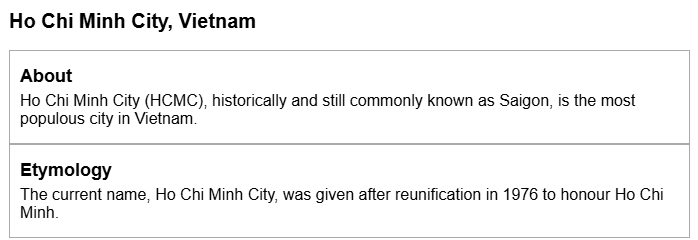 Ho Chi Minh City, Vietnam
About
Ho Chi Minh City (HCMC), historically and still commonly known as Saigon, is the most
populous city in Vietnam.
Etymology
The current name, Ho Chi Minh City, was given after reunification in 1976 to honour Ho Chi
Minh.